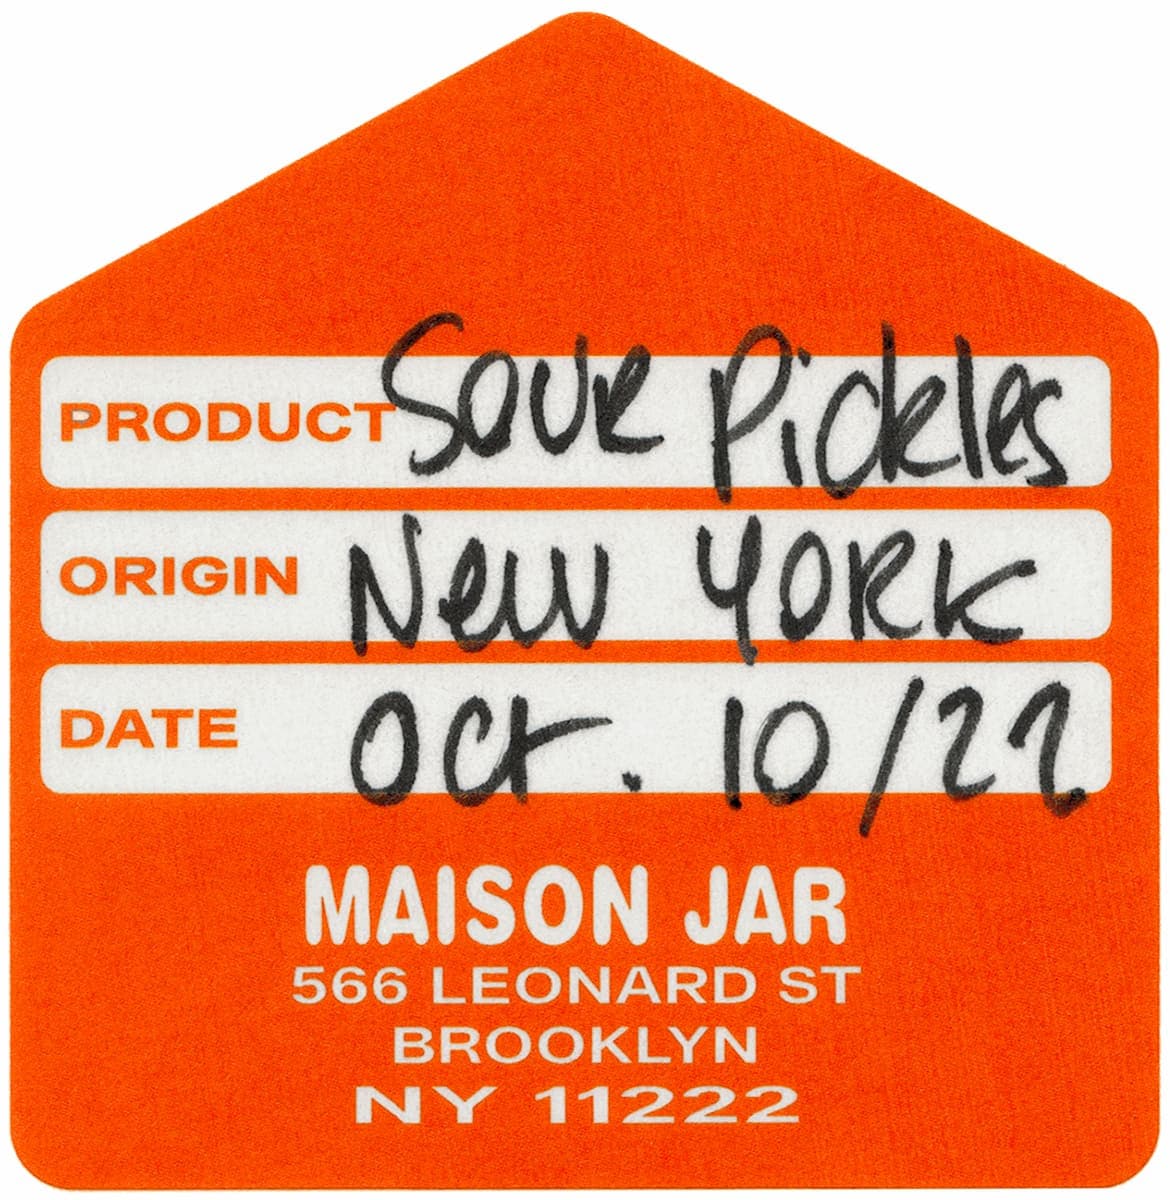 PRODUCT Sour Pickles
ORIGIN New York
DATE Oct. 10/22
MAISON JAR
566 LEONARD ST
BROOKLYN
NY 11222